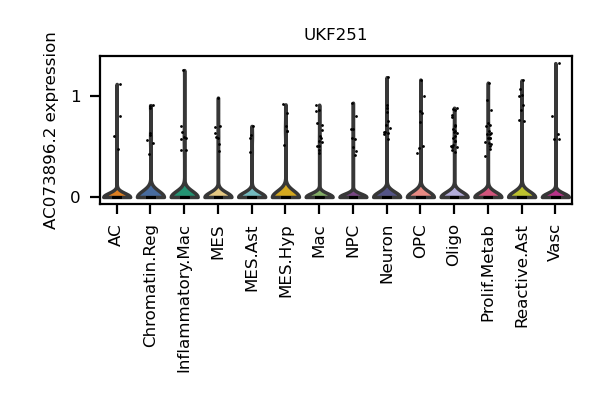 UKF251
AC073896.2 expression
1
0
AC
Chromatin.Reg
Inflammatory.Mac
MES
MES.Ast
MES.Hyp
Mac
NPC
Neuron
OPC
Oligo
Prolif.Metab
Reactive.Ast
Vasc